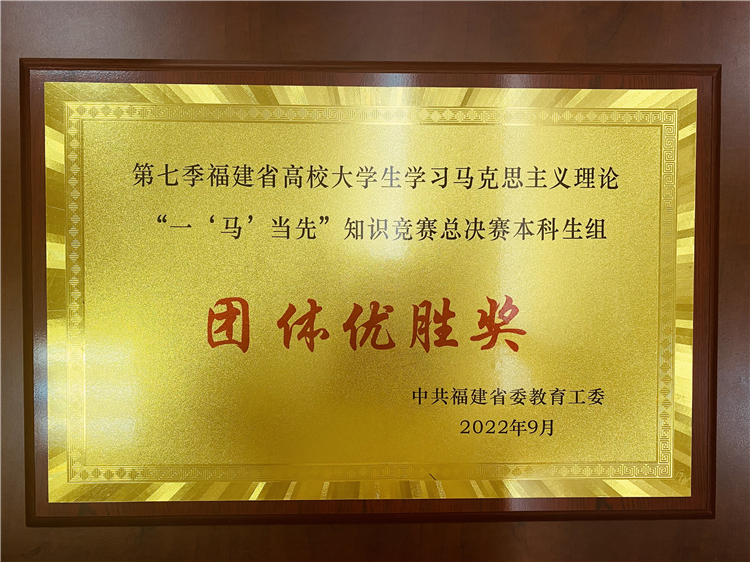 第七季福建省高校大学生学习马克思主义理论
“一‘马’当先”知识竞赛总决赛本科生组
团体优胜奖
中共福建省委教育工委
2022年9月